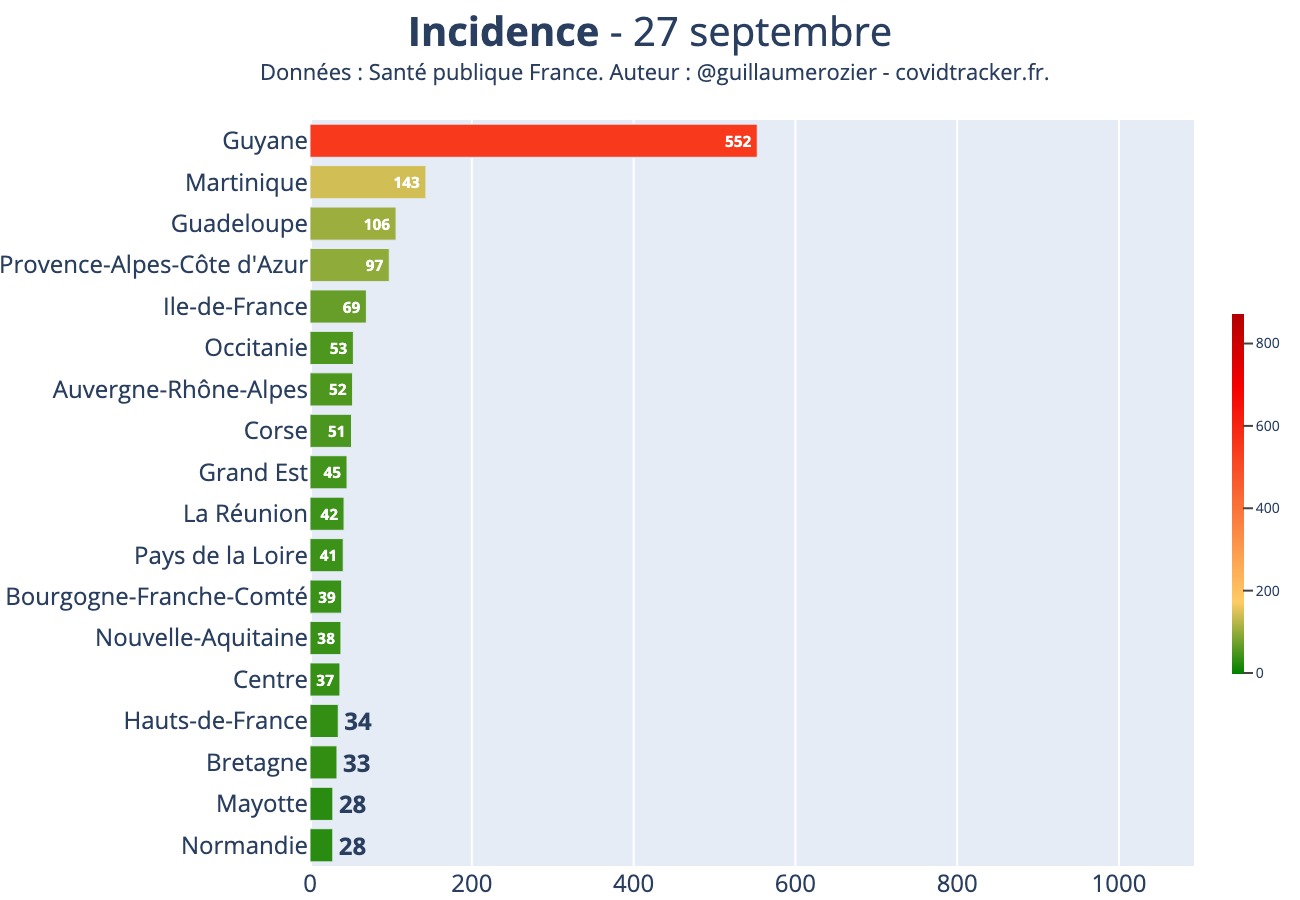 Incidence - 27 septembre
Données : Santé publique France. Auteur : @guillaumerozier - covidtracker.fr.
Guyane 552
Martinique 143
Guadeloupe 106
Provence-Alpes-Côte d'Azur 97
Ile-de-France 69
Occitanie 53
Auvergne-Rhône-Alpes 52
Corse 51
Grand Est 45
La Réunion 42
Pays de la Loire 41
Bourgogne-Franche-Comté 39
Nouvelle-Aquitaine 38
Centre 37
Hauts-de-France 34
Bretagne 33
Mayotte 28
Normandie 28
0 200 400 600 800 1000
800
600
400
200
0